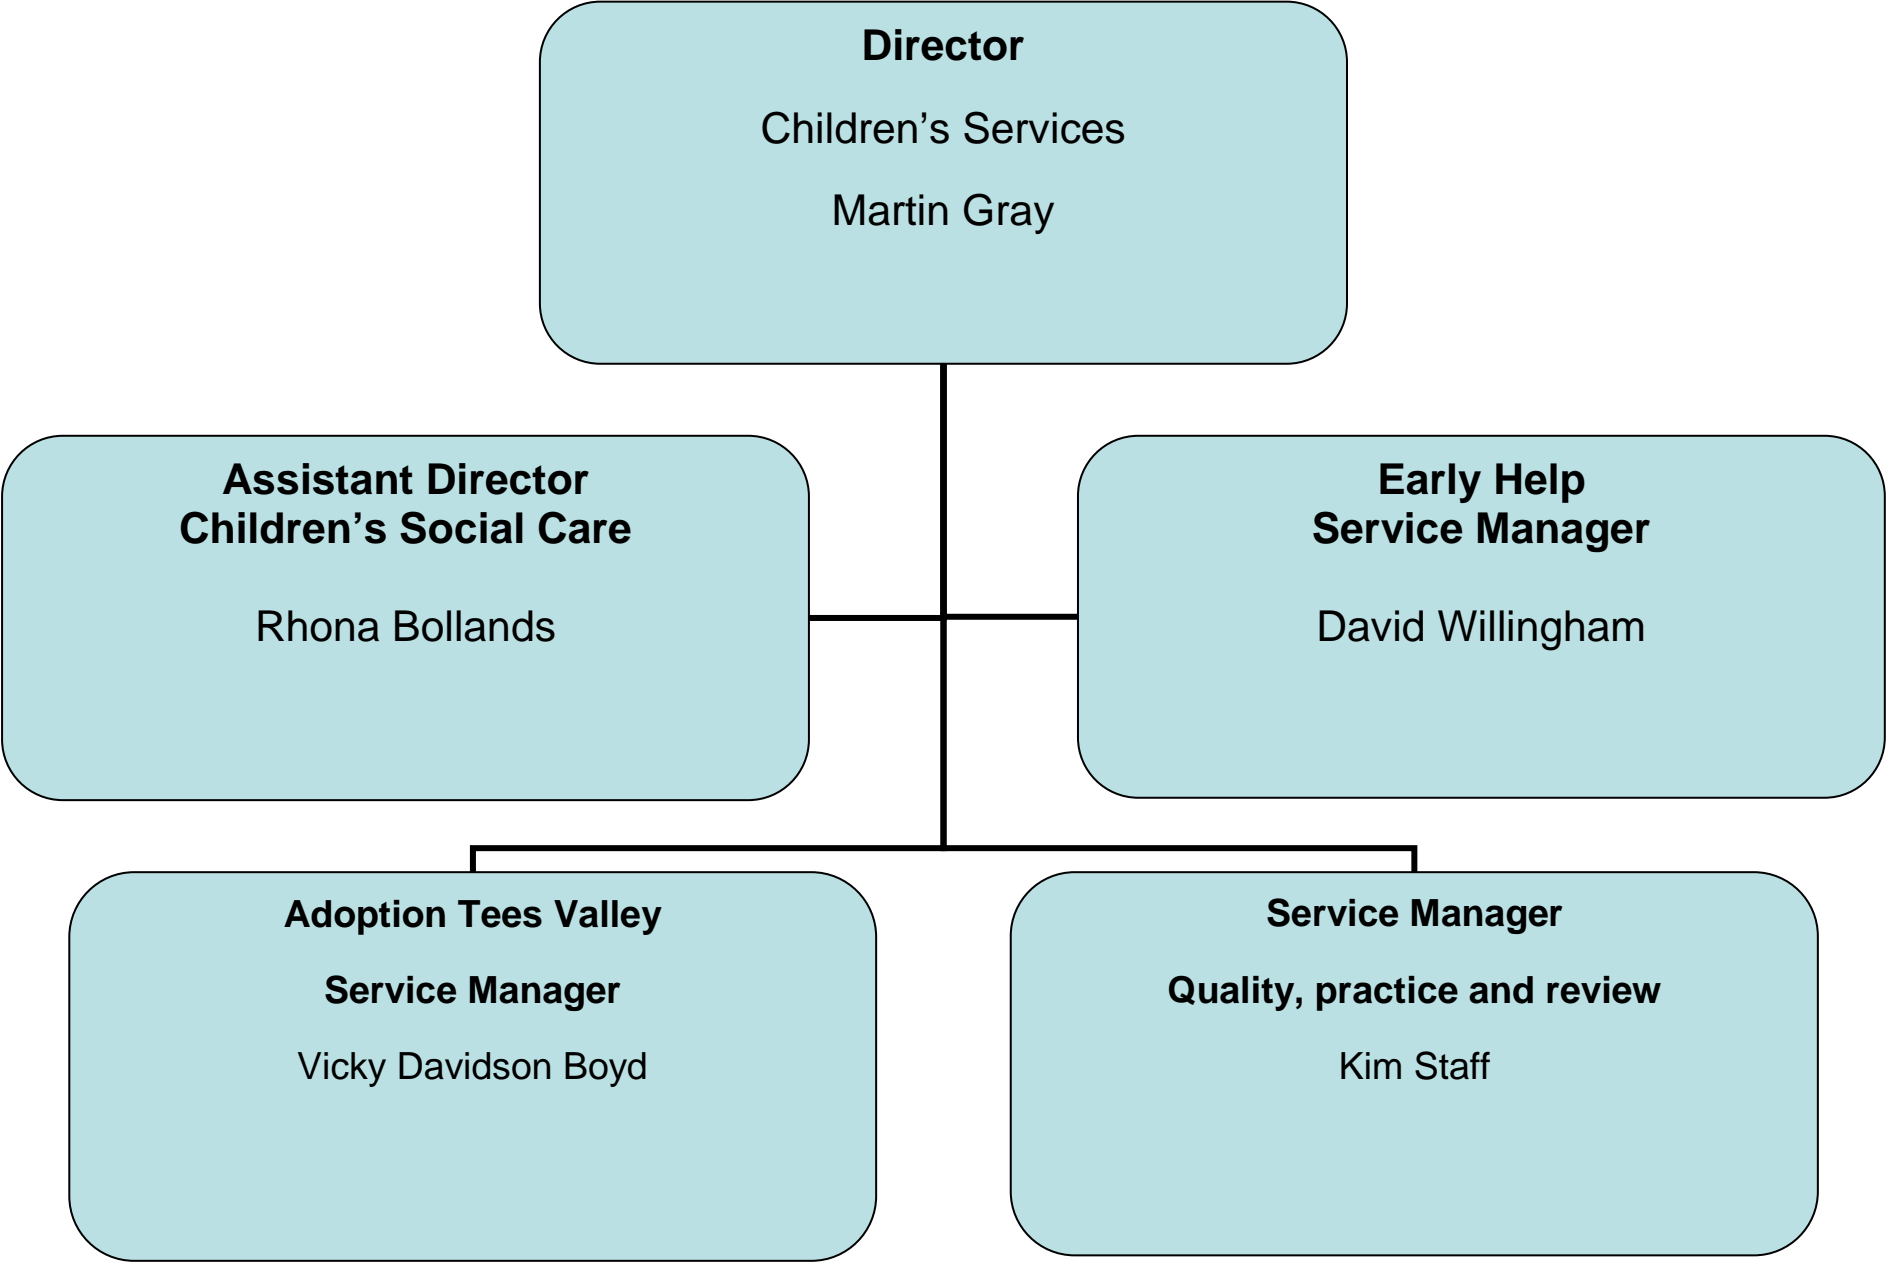 Director
Children’s Services
Martin Gray
Assistant Director
Children’s Social Care
Rhona Bollands
Early Help
Service Manager
David Willingham
Adoption Tees Valley
Service Manager
Vicky Davidson Boyd
Service Manager
Quality, practice and review
Kim Staff